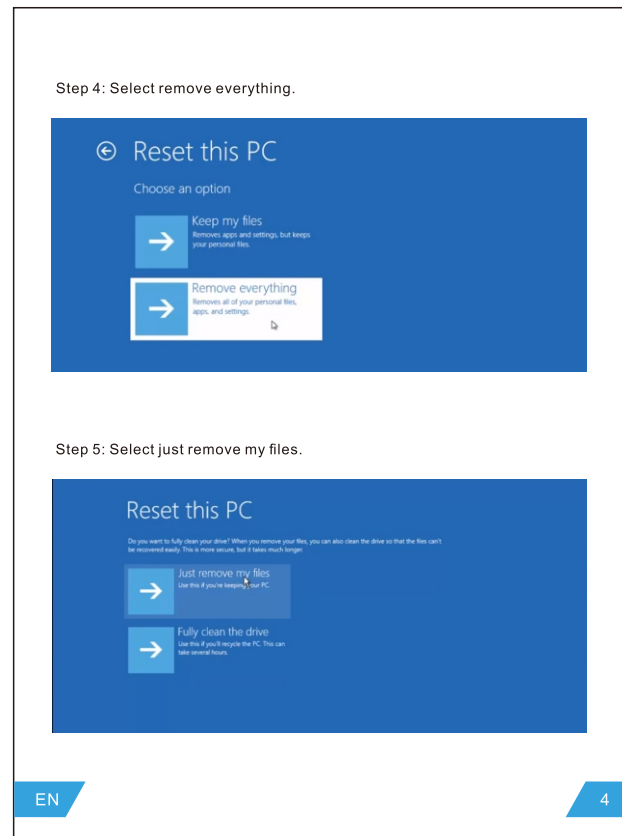 Step 4: Select remove everything.
Reset this PC
Choose an option
Keep my files
Removes apps and settings, but keeps
your personal files.
Remove everything
Removes all of your personal files,
apps, and settings.
Step 5: Select just remove my files.
Reset this PC
Do you want to fully clean your drive? When you remove your files, you can also clean the drive so that the files can't
be recovered easily. This is more secure, but it takes much longer.
Just remove my files
Use this if you're keeping your PC.
Fully clean the drive
Use this if you'll recycle the PC. This can
take several hours.
EN
4